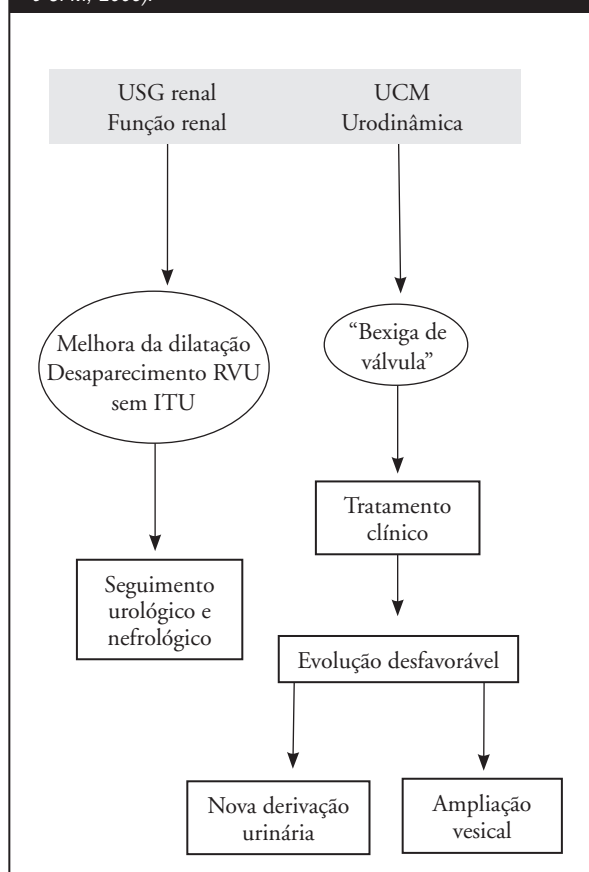 USG renal
Função renal
UCM
Urodinâmica
Melhora da dilatação
Desaparecimento RVU
sem ITU
“Bexiga de
válvula”
Tratamento
clínico
Seguimento
urológico e
nefrológico
Evolução desfavorável
Nova derivação
urinária
Ampliação
vesical